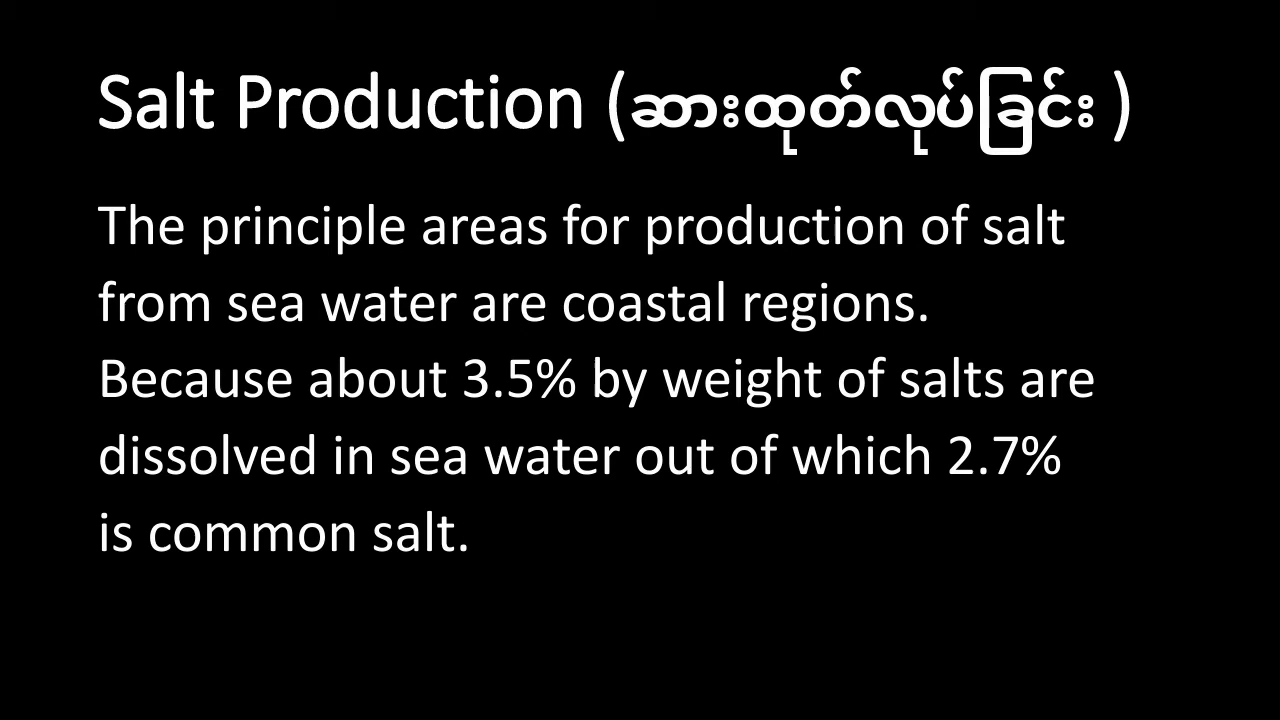 Salt Production (ဆားထုတ်လုပ်ခြင်း )
The principle areas for production of salt
from sea water are coastal regions.
Because about 3.5% by weight of salts are
dissolved in sea water out of which 2.7%
is common salt.